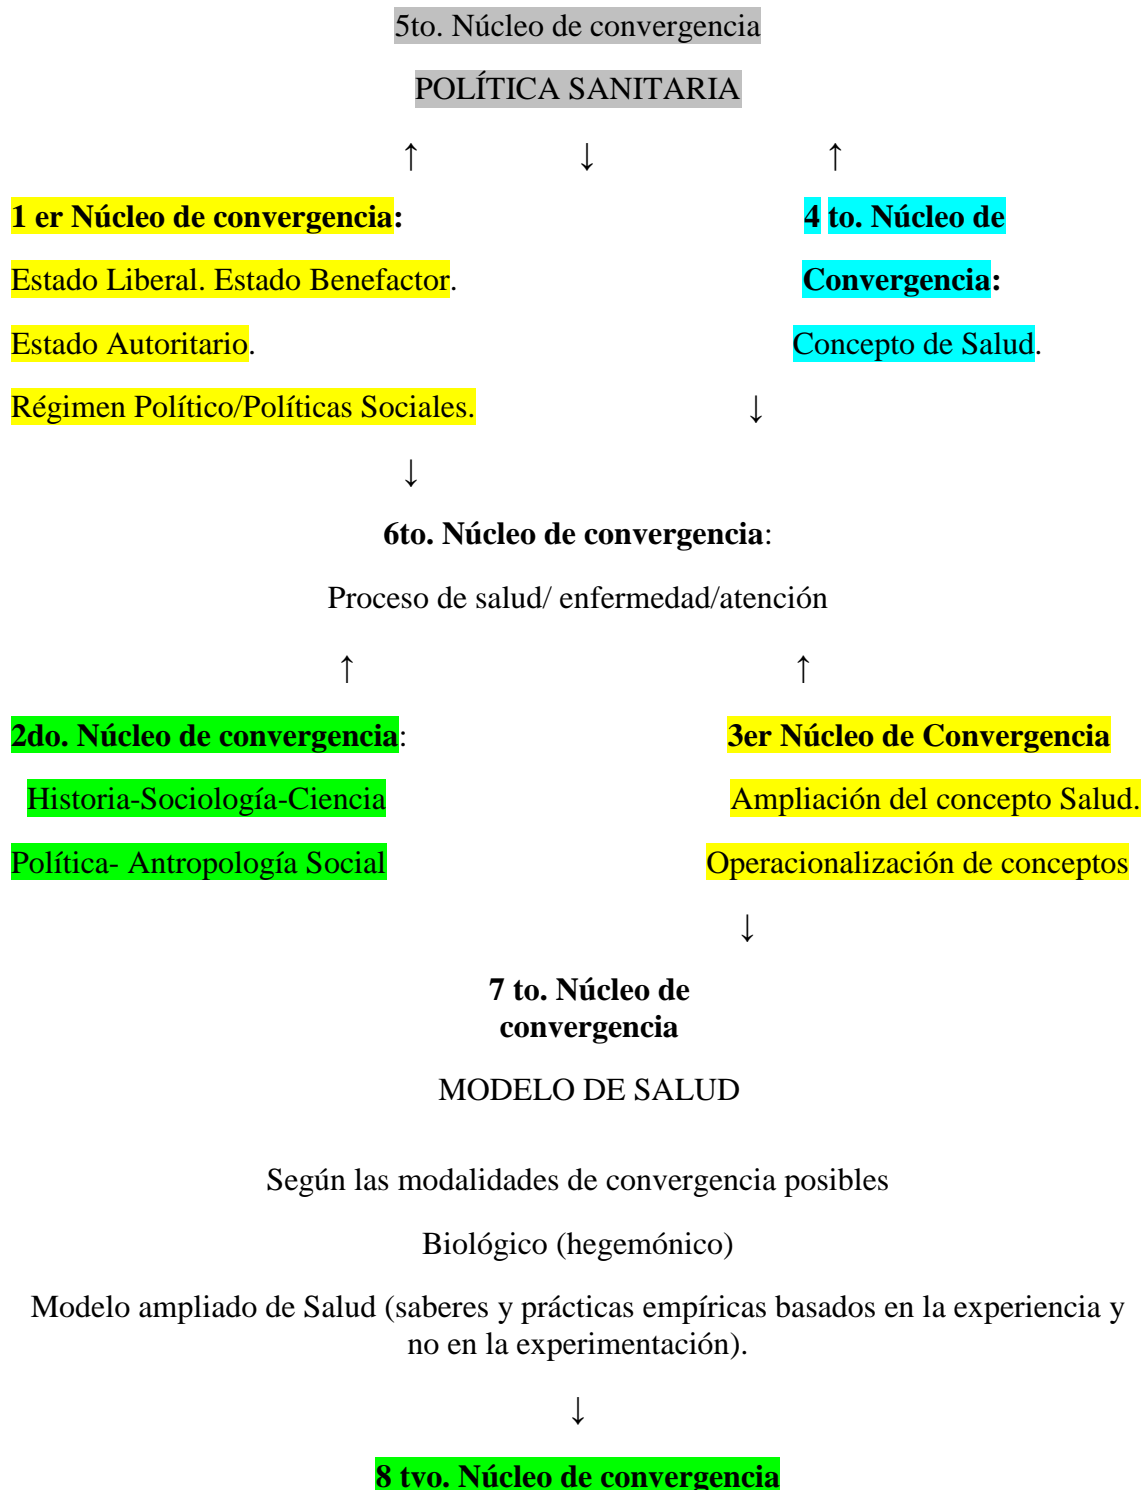 5to. Núcleo de convergencia
POLÍTICA SANITARIA
↑ ↓ ↑
1 er Núcleo de convergencia:
Estado Liberal. Estado Benefactor.
Estado Autoritario.
Régimen Político/Políticas Sociales.
4 to. Núcleo de
Convergencia:
Concepto de Salud.
↓
↓
6to. Núcleo de convergencia:
Proceso de salud/ enfermedad/atención
↑ ↑
2do. Núcleo de convergencia:
Historia-Sociología-Ciencia
Política- Antropología Social
3er Núcleo de Convergencia
Ampliación del concepto Salud.
Operacionalización de conceptos
↓
7 to. Núcleo de
convergencia
MODELO DE SALUD
Según las modalidades de convergencia posibles
Biológico (hegemónico)
Modelo ampliado de Salud (saberes y prácticas empíricas basados en la experiencia y
no en la experimentación).
↓
8 tvo. Núcleo de convergencia